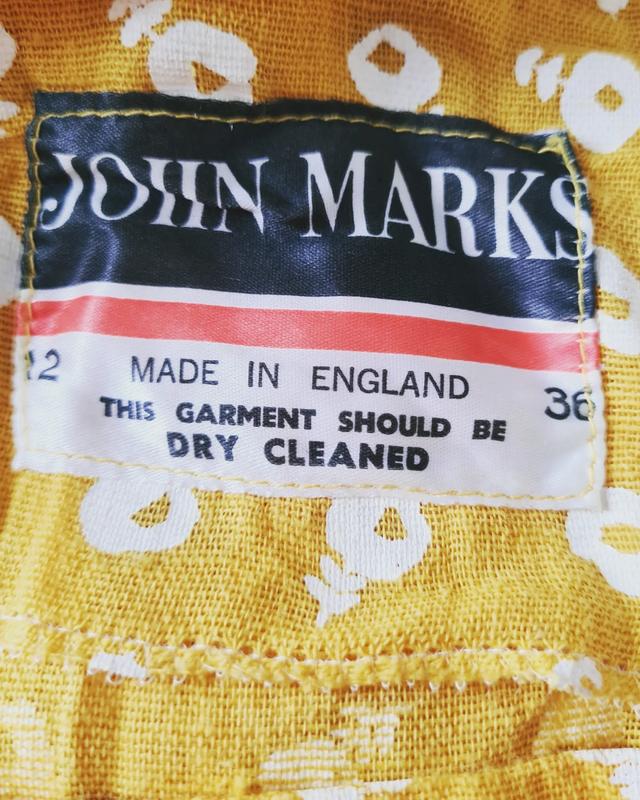 JOHN MARKS
12 MADE IN ENGLAND 36
THIS GARMENT SHOULD BE
DRY CLEANED